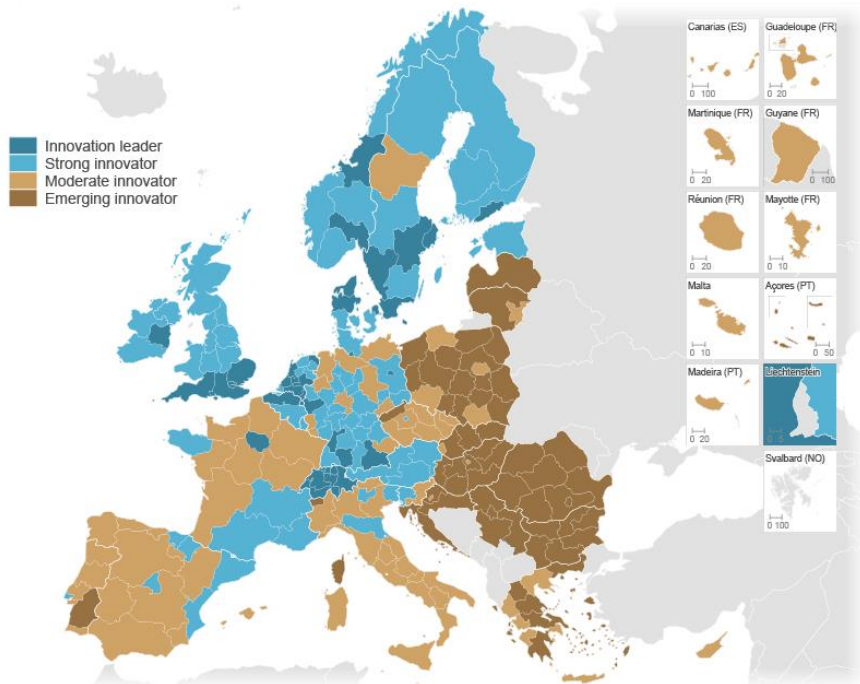 Innovation leader
Strong innovator
Moderate innovator
Emerging innovator
Canarias (ES)
0 100
Guadeloupe (FR)
0 20
Martinique (FR)
0 20
Guyane (FR)
0 100
Réunion (FR)
0 20
Mayotte (FR)
0 10
Malta
0 10
Açores (PT)
0 50
Madeira (PT)
0 20
Liechtenstein
0 5
Svalbard (NO)
0 100